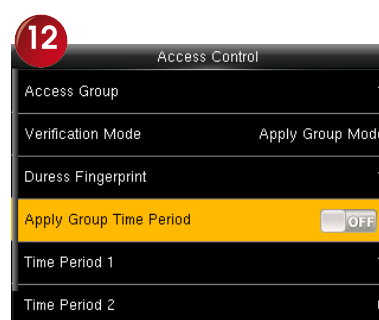 12
Access Control
Access Group
Verification Mode Apply Group Mode
Duress Fingerprint
Apply Group Time Period OFF
Time Period 1
Time Period 2